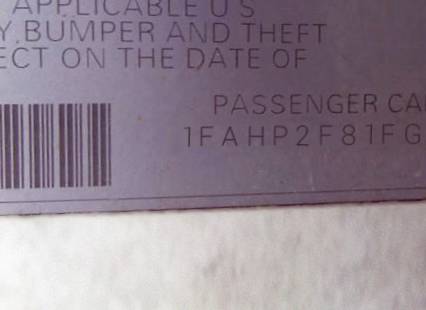 APPLICABLE U S
Y, BUMPER AND THEFT
ECT ON THE DATE OF
PASSENGER CA
1FAHP2F81FG